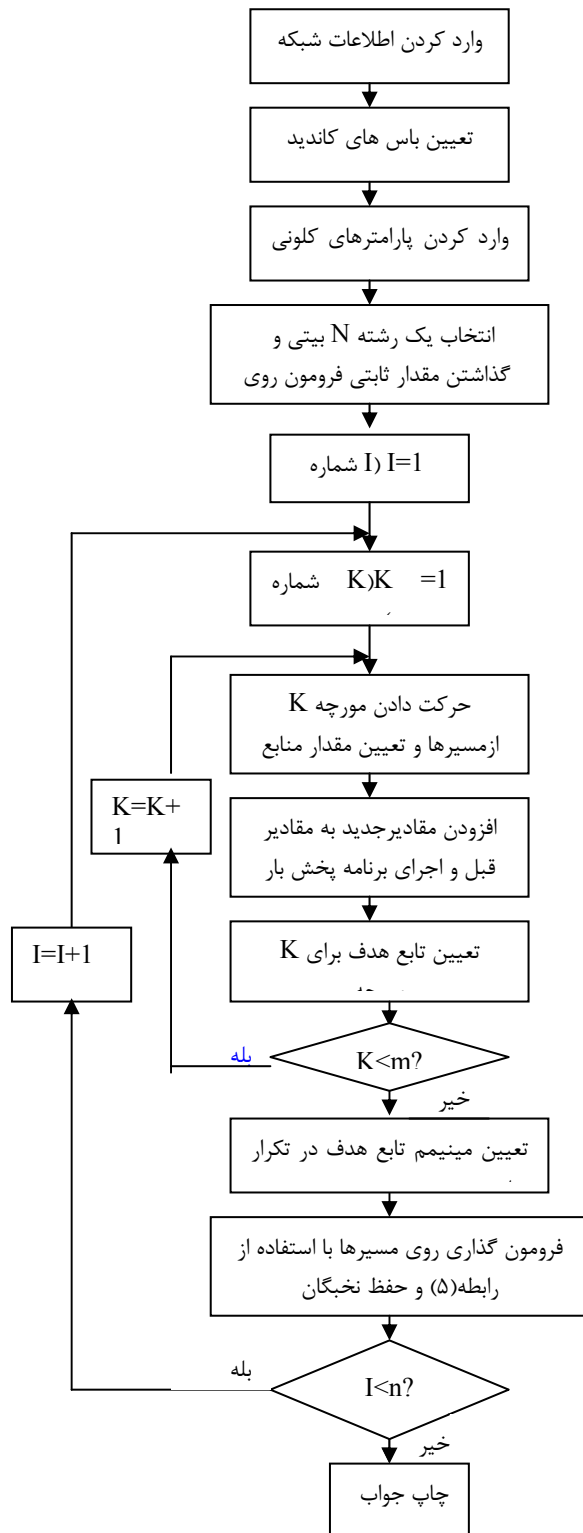 وارد کردن اطلاعات شبکه
تعیین باس های کاندید
وارد کردن پارامترهای کلونی
انتخاب یک رشته N بیتی و
گذاشتن مقدار ثابتی فرومون روی
I=1 (I شماره
K=1 (K شماره
حرکت دادن مورچه K
ازمسیرها و تعیین مقدار منابع
افزودن مقادیرجدید به مقادیر
قبل و اجرای برنامه پخش بار
تعیین تابع هدف برای K
K=K+
1
I=I+1
K<m?
بله
خیر
تعیین مینیمم تابع هدف در تکرار
فرومون گذاری روی مسیرها با استفاده از
رابطه(۵) و حفظ نخبگان
I<n?
بله
خیر
چاپ جواب